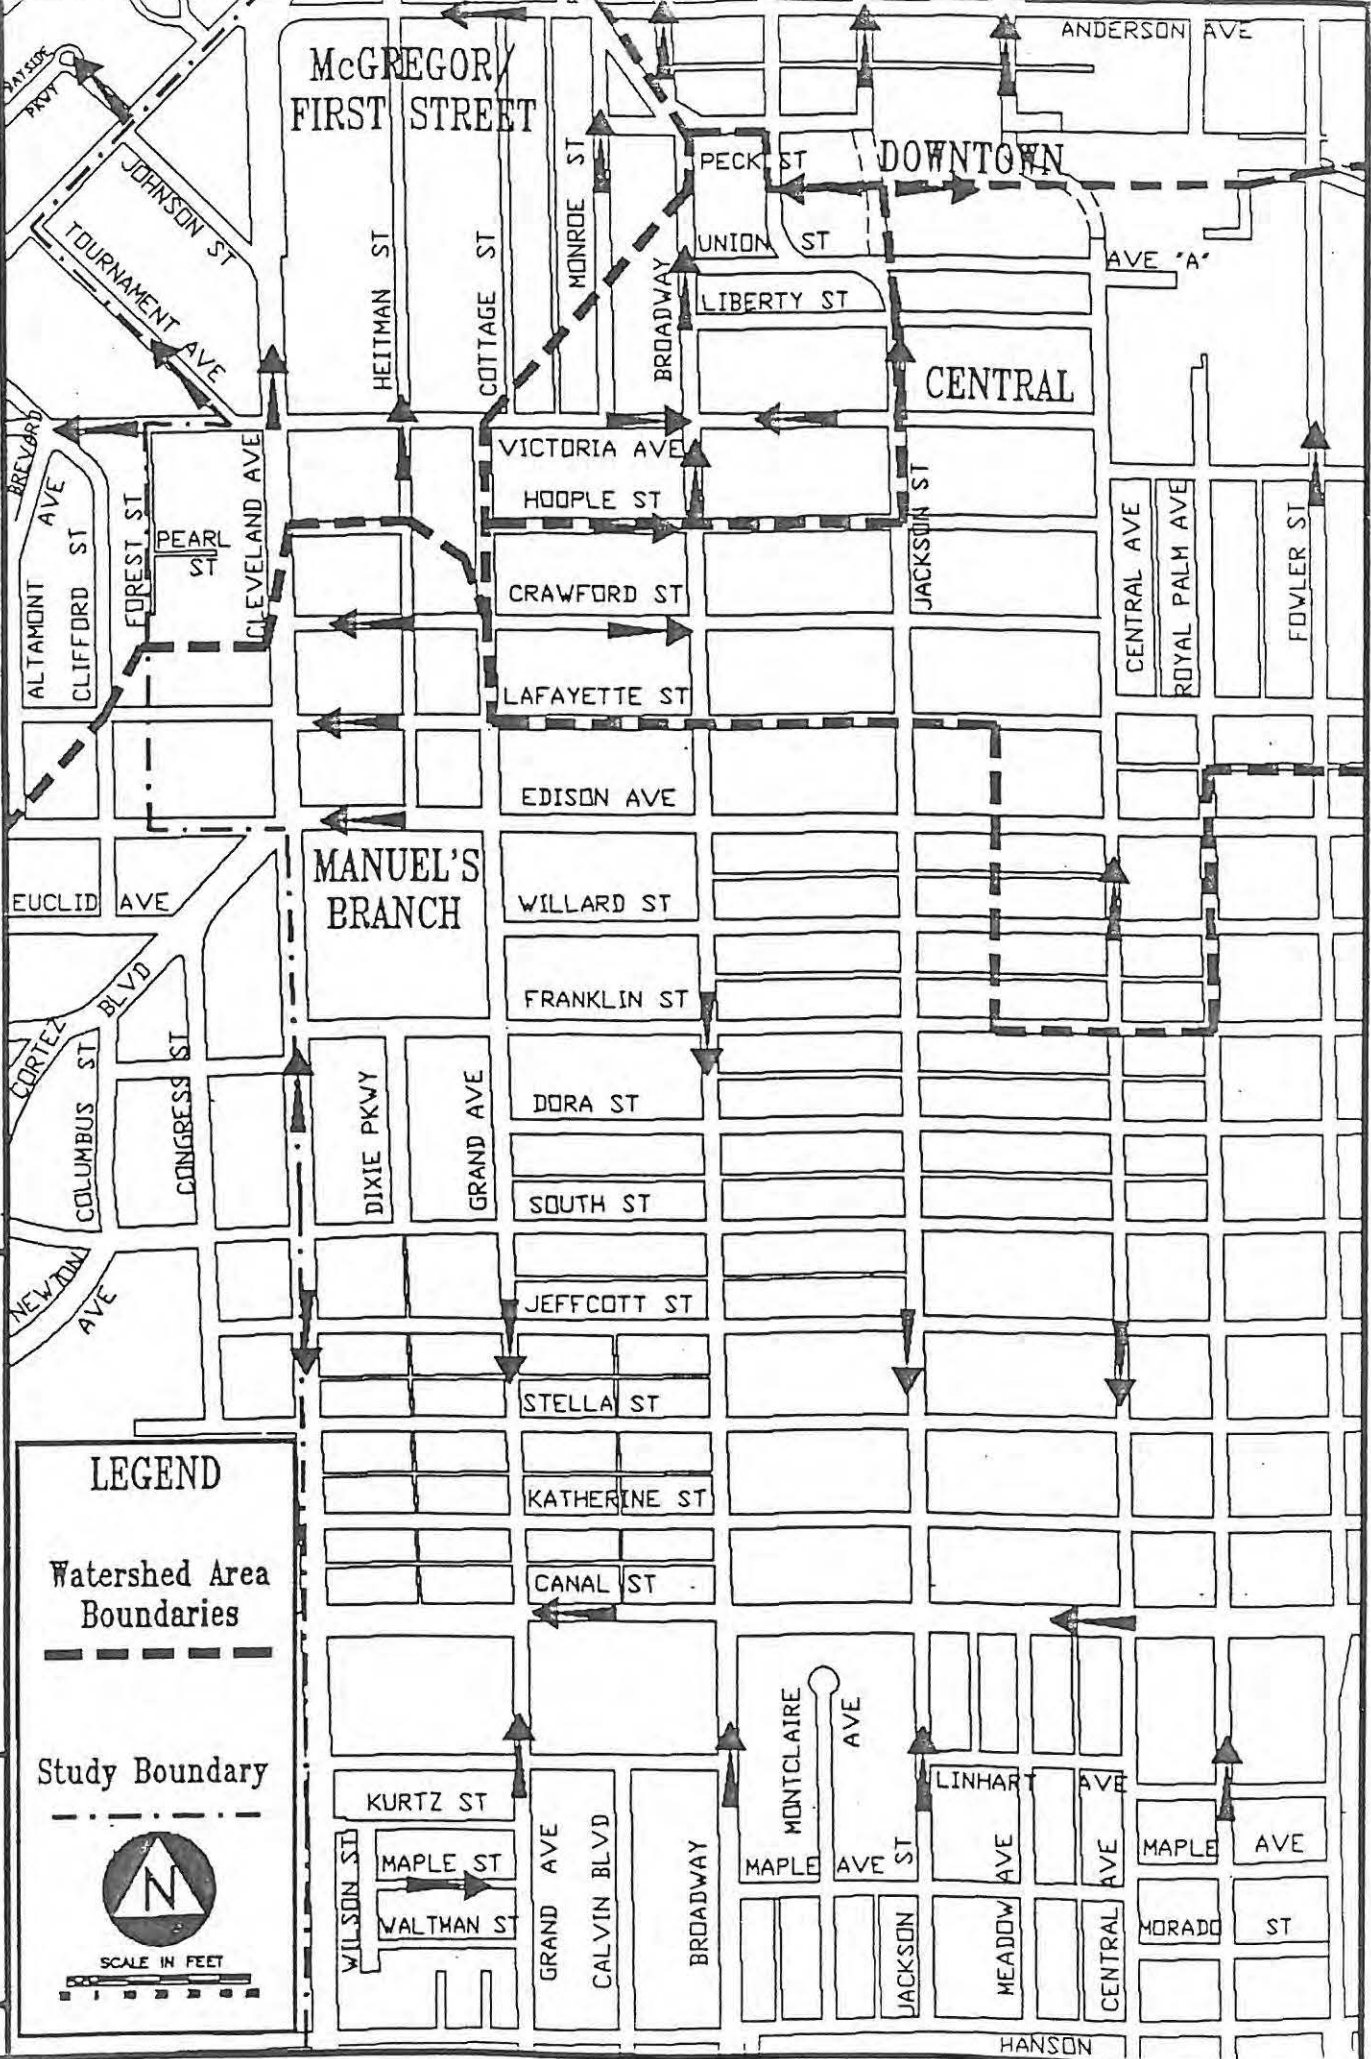 ANDERSON AVE
McGREGOR/
FIRST STREET
BAYSIDE
PKWY
JOHNSON ST
TOURNAMENT AVE
HEITMAN ST
COTTAGE ST
MONROE ST
BROADWAY
PECK ST
DOWNTOWN
UNION ST
AVE "A"
LIBERTY ST
CENTRAL
BREVORD
AVE
VICTORIA AVE
HOOPLE ST
CLEVELAND AVE
FOREST ST
PEARL
ST
ALTAMONT
CLIFFORD ST
CRAWFORD ST
JACKSON ST
CENTRAL AVE
ROYAL PALM AVE
FOWLER ST
LAFAYETTE ST
EDISON AVE
MANUEL'S
BRANCH
EUCLID AVE
WILLARD ST
CORTEZ BLVD
FRANKLIN ST
COLUMBUS ST
CONGRESS ST
DIXIE PKWY
GRAND AVE
DORA ST
SOUTH ST
NEWTON
AVE
JEFFCOTT ST
STELLA ST
KATHERINE ST
CANAL ST
LEGEND
Watershed Area
Boundaries
Study Boundary
N
SCALE IN FEET
KURTZ ST
MAPLE ST
WALTMAN ST
WILSON ST
GRAND AVE
CALVIN BLVD
BROADWAY
MONTCLAIRE
AVE
MAPLE AVE
JACKSON ST
LINHART AVE
MEADOW AVE
CENTRAL AVE
MAPLE AVE
MORADO ST
HANSON